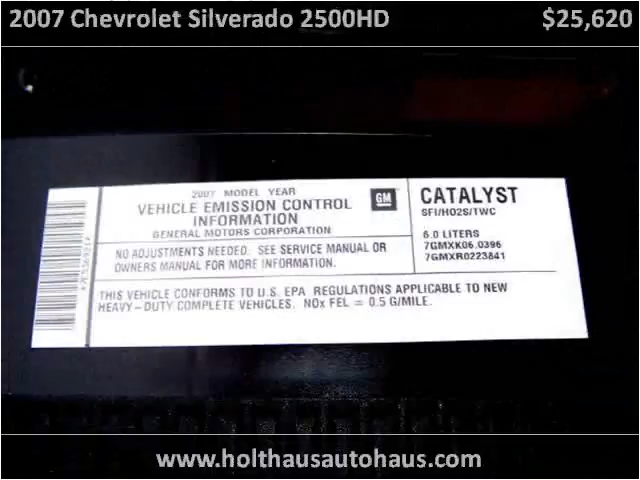 2007 Chevrolet Silverado 2500HD $25,620
2007 MODEL YEAR
VEHICLE EMISSION CONTROL
INFORMATION
GENERAL MOTORS CORPORATION
GM
NO ADJUSTMENTS NEEDED. SEE SERVICE MANUAL OR
OWNERS MANUAL FOR MORE INFORMATION.
CATALYST
SFI/HO2S/TWC
6.0 LITERS
7GMXK06.0396
7GMXR0223841
THIS VEHICLE CONFORMS TO U.S. EPA REGULATIONS APPLICABLE TO NEW
HEAVY-DUTY COMPLETE VEHICLES. NOx FEL = 0.5 G/MILE.
www.holthausautohaus.com